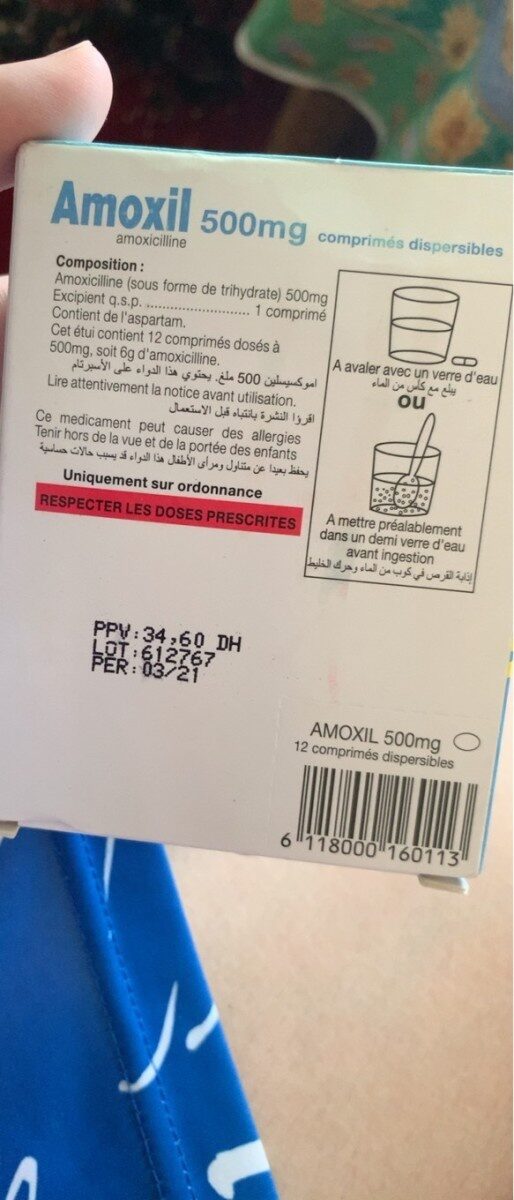 Amoxil 500mg comprimés dispersibles
amoxicilline
Composition :
Amoxicilline (sous forme de trihydrate) 500mg
Excipient q.s.p. ............................ 1 comprimé
Contient de l'aspartam.
Cet étui contient 12 comprimés dosés à
500mg, soit 6g d'amoxicilline.
اموكسيسلين 500 ملغ. يحتوي هذا الدواء على الأسبرتام
Lire attentivement la notice avant utilisation.
اقروا النشرة بانتباه قبل الاستعمال
Ce medicament peut causer des allergies
Tenir hors de la vue et de la portée des enfants
يحفظ بعيدا عن متناول ومرأى الأطفال هذا الدواء قد يسبب حالات حساسية
Uniquement sur ordonnance
RESPECTER LES DOSES PRESCRITES
A avaler avec un verre d'eau
يبلع مع كأس من الماء
ou
A mettre préalablement
dans un demi verre d'eau
avant ingestion
إذابة القرص في كوب من الماء وحرك الخليط
PPV:34,60 DH
LOT:612767
PER:03/21
AMOXIL 500mg
12 comprimés dispersibles
6 118000 160113